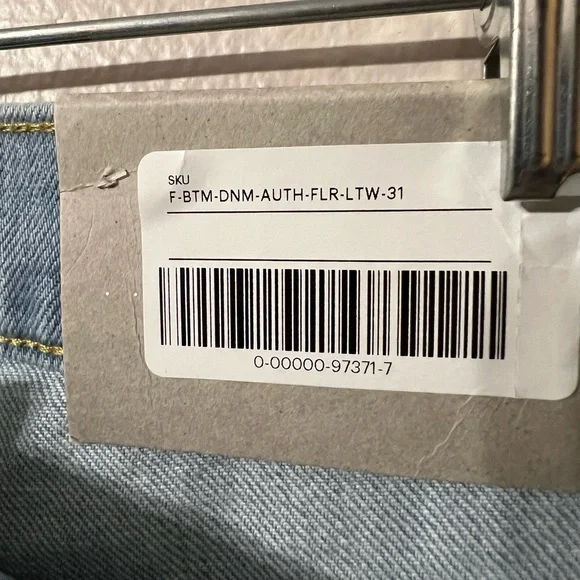 SKU
F-BTM-DNM-AUTH-FLR-LTW-31
0-00000-97371-7